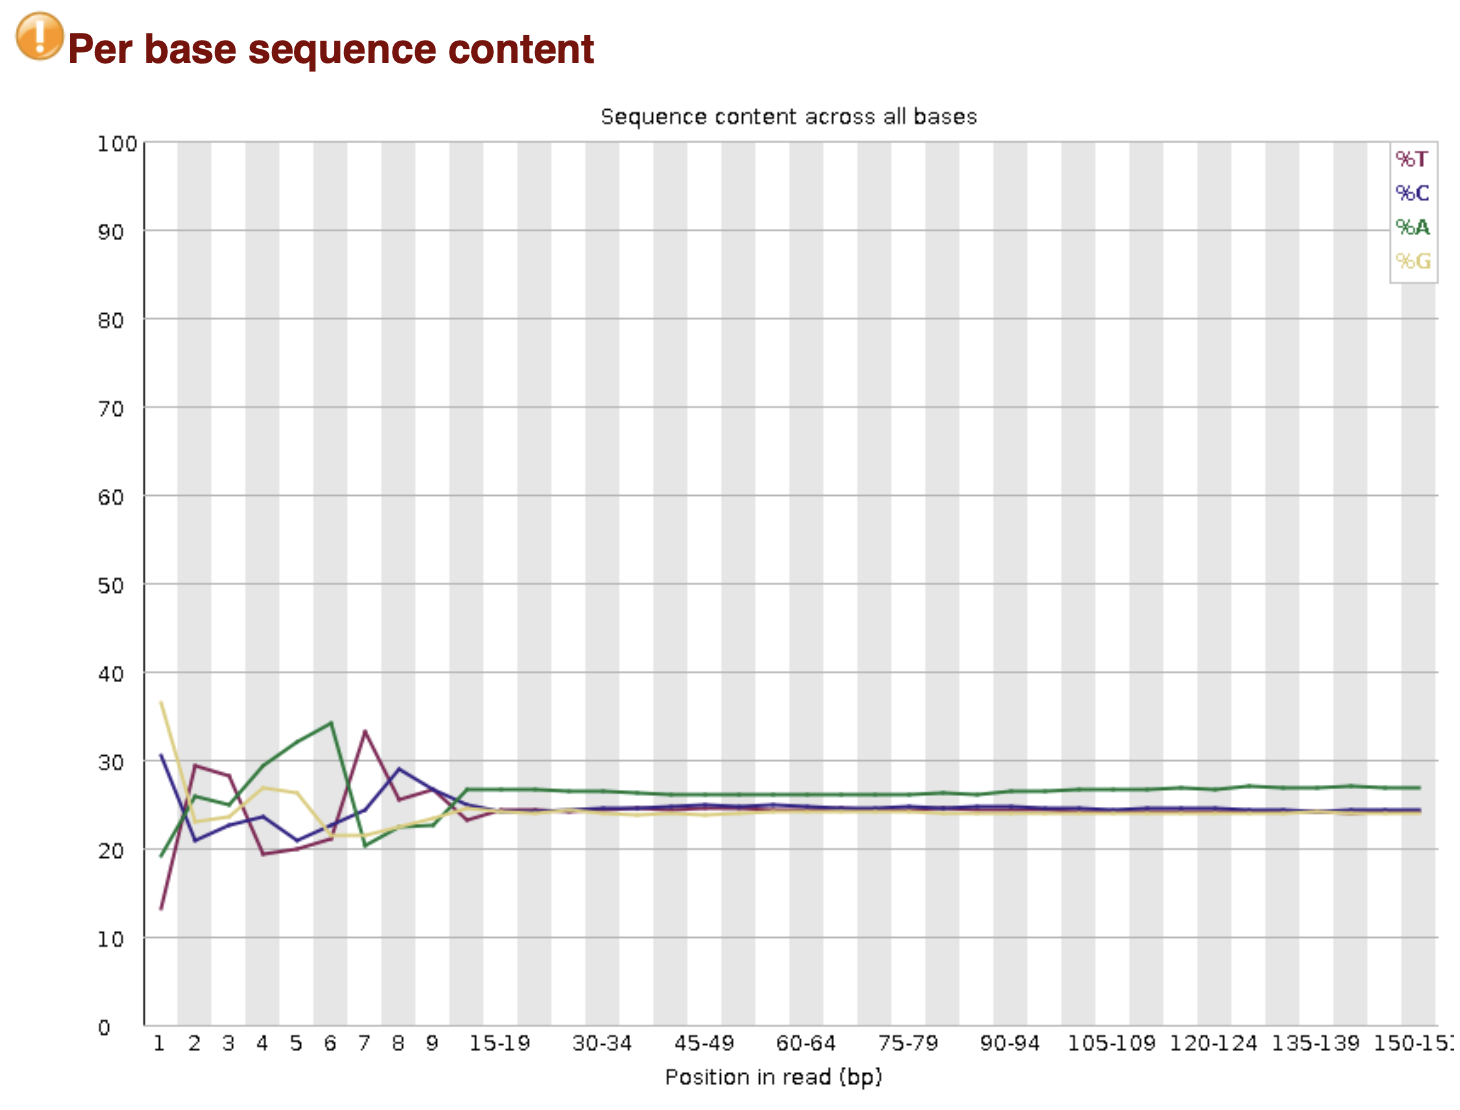 Per base sequence content
Sequence content across all bases
%T
%C
%A
%G
100
90
80
70
60
50
40
30
20
10
0
1 2 3 4 5 6 7 8 9 15-19 30-34 45-49 60-64 75-79 90-94 105-109 120-124 135-139 150-15
Position in read (bp)